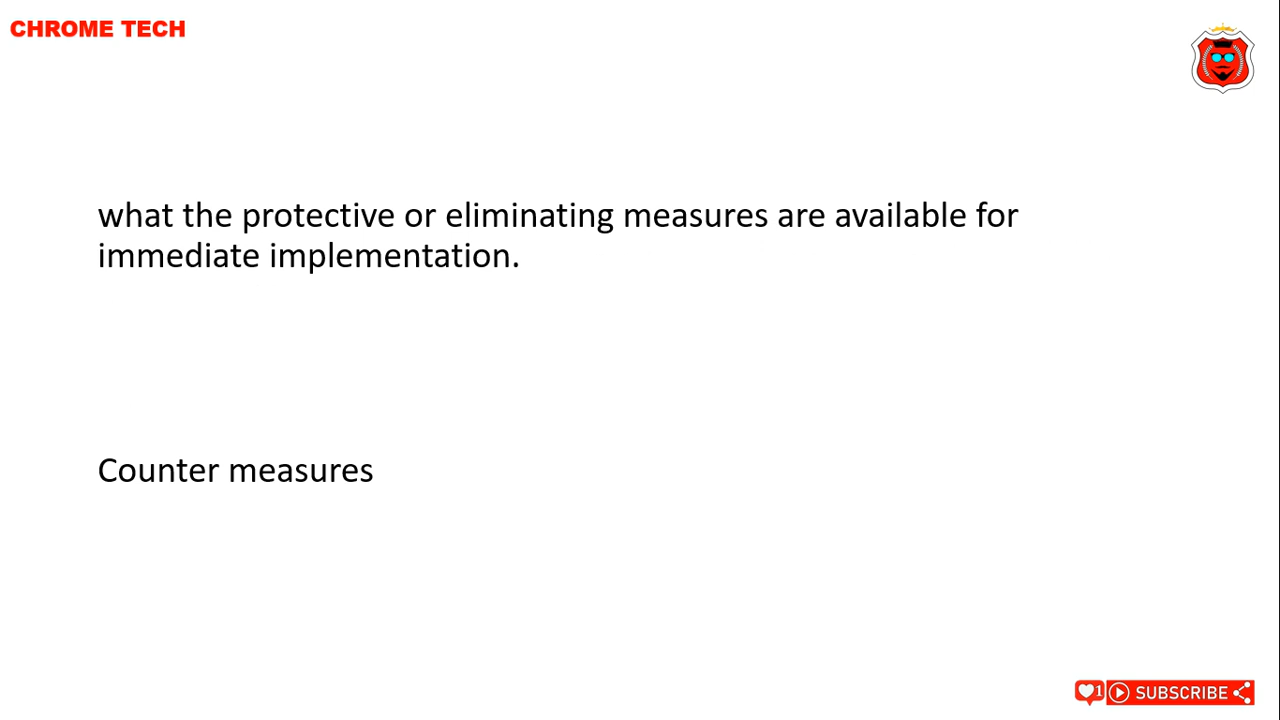 CHROME TECH
what the protective or eliminating measures are available for
immediate implementation.
Counter measures
1 SUBSCRIBE